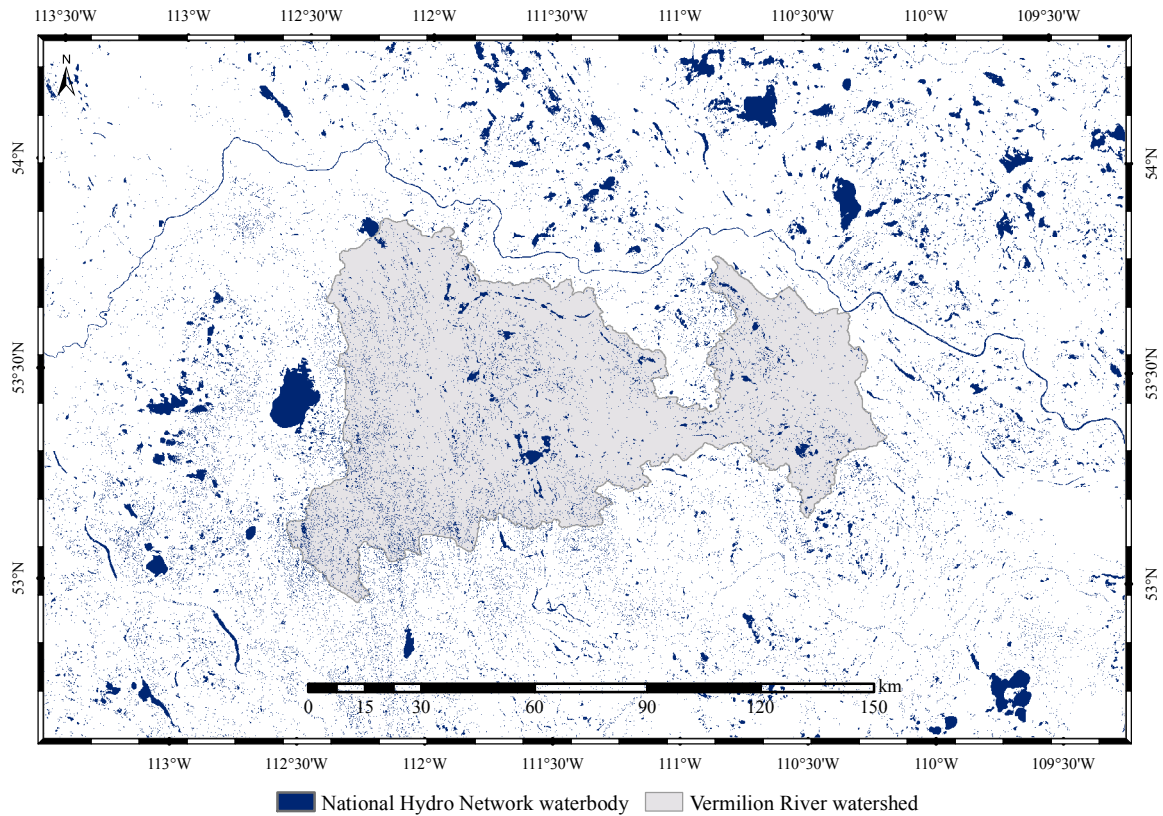 113°30'W 113°W 112°30'W 112°W 111°30'W 111°W 110°30'W 110°W 109°30'W
N
54°N 54°N
53°30'N 53°30'N
53°N 53°N
km
0 15 30 60 90 120 150
113°W 112°30'W 112°W 111°30'W 111°W 110°30'W 110°W 109°30'W
National Hydro Network waterbody Vermilion River watershed